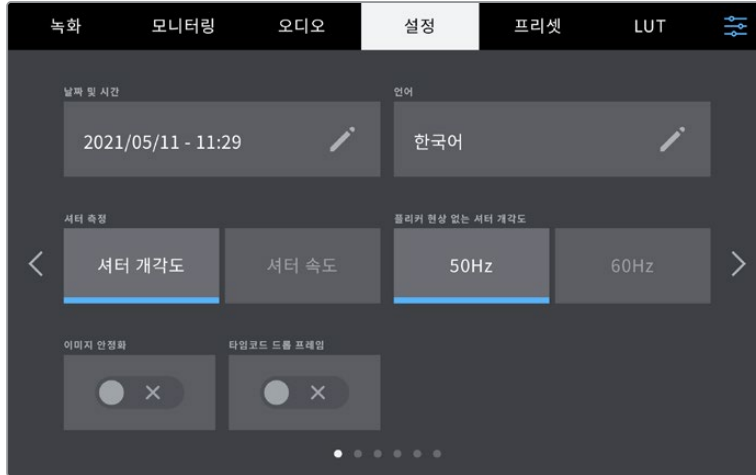 녹화 모니터링 오디오 설정 프리셋 LUT
날짜 및 시간 언어
2021/05/11 - 11:29 한국어
셔터 측정 플리커 현상 없는 셔터 개각도
셔터 개각도 셔터 속도 50Hz 60Hz
이미지 안정화 타임코드 드롭 프레임